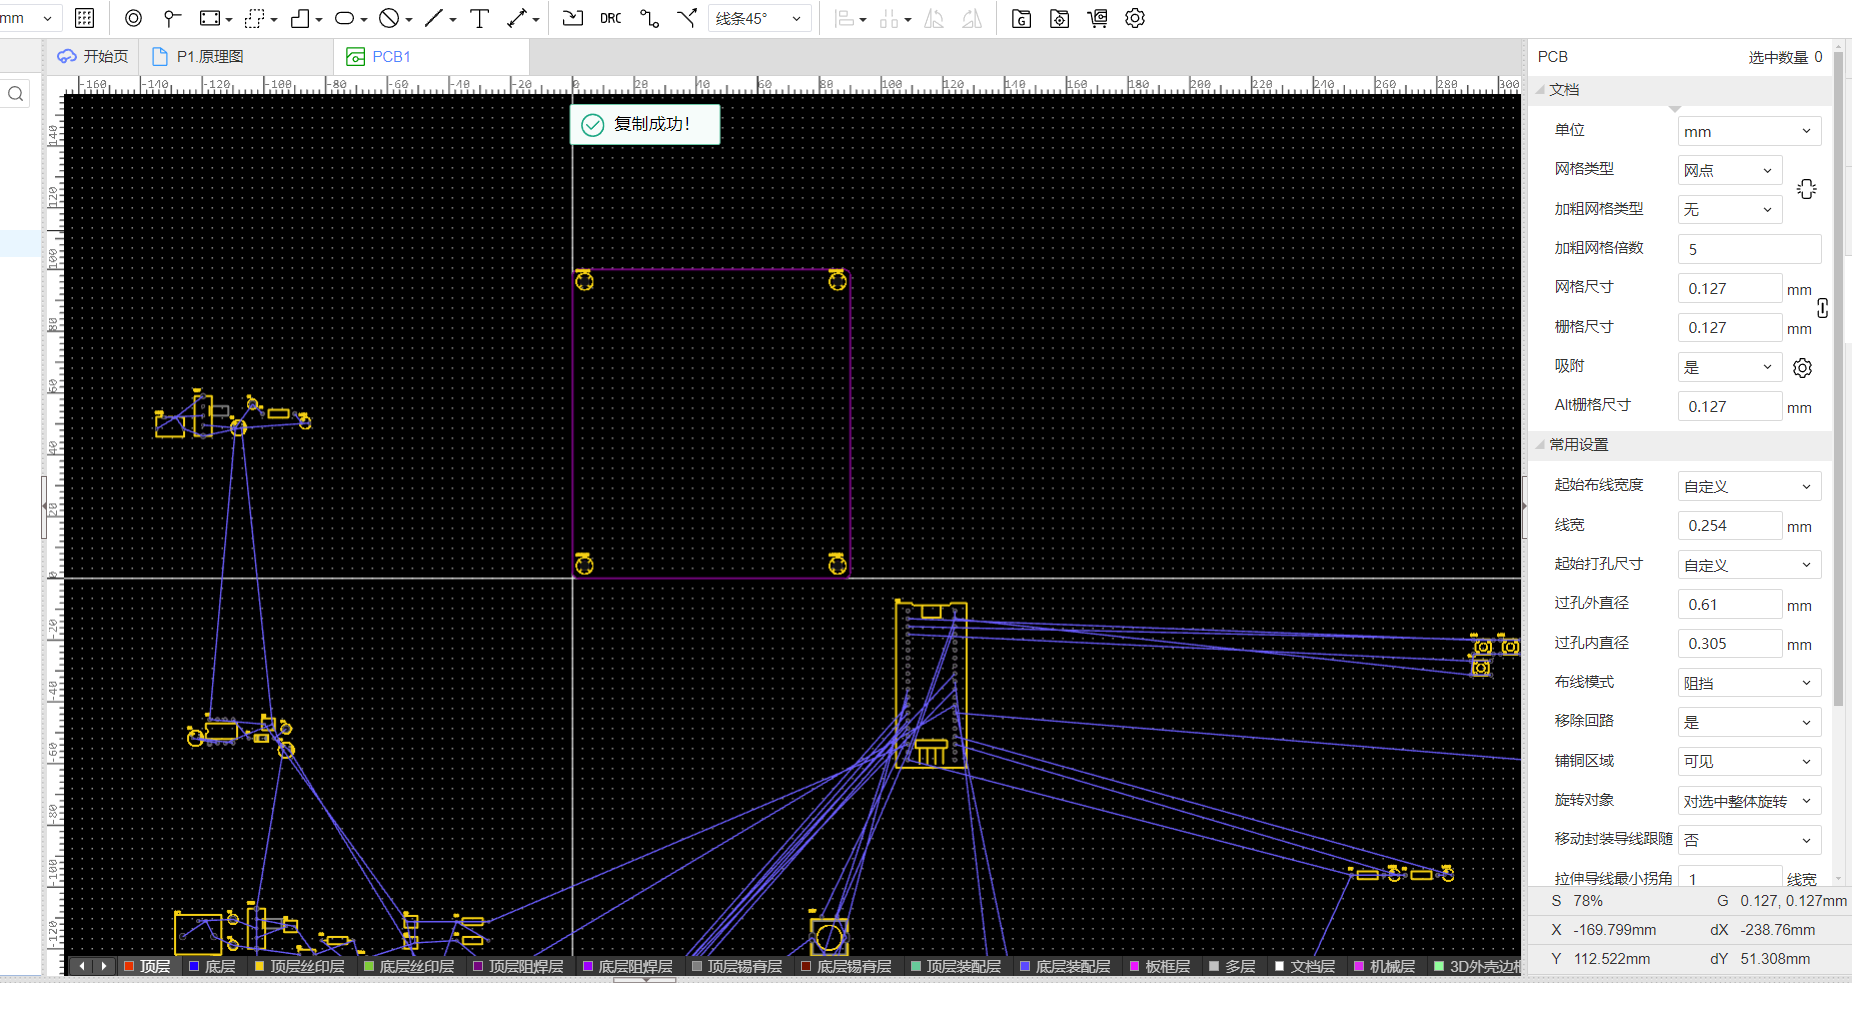 mm DRC 线条45°
开始页 P1.原理图 PCB1
-160 -140 -120 -100 -80 -60 -40 -20 0 20 40 60 80 100 120 140 160 180 200 220 240 260 280 300
复制成功!
140
120
100
80
60
40
20
0
-20
-40
-60
-80
-100
-120
PCB 选中数量 0
文档
单位 mm
网格类型 网点
加粗网格类型 无
加粗网格倍数 5
网格尺寸 0.127 mm
栅格尺寸 0.127 mm
吸附 是
Alt栅格尺寸 0.127 mm
常用设置
起始布线宽度 自定义
线宽 0.254 mm
起始打孔尺寸 自定义
过孔外直径 0.61 mm
过孔内直径 0.305 mm
布线模式 阻挡
移除回路 是
铺铜区域 可见
旋转对象 对选中整体旋转
移动封装导线跟随 否
拉伸导线最小拐角 1 线宽
S 78% G 0.127, 0.127mm
X -169.799mm dX -238.76mm
Y 112.522mm dY 51.308mm
顶层 底层 顶层丝印层 底层丝印层 顶层阻焊层 底层阻焊层 顶层锡膏层 底层锡膏层 顶层装配层 底层装配层 板框层 多层 文档层 机械层 3D外壳边框